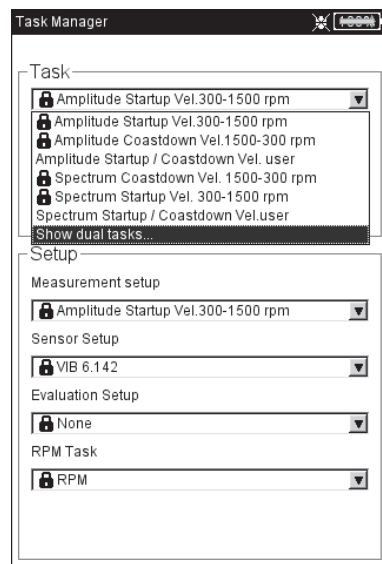 Task Manager
Task
Amplitude Startup Vel.300-1500 rpm
Amplitude Startup Vel.300-1500 rpm
Amplitude Coastdown Vel.1500-300 rpm
Amplitude Startup / Coastdown Vel. user
Spectrum Coastdown Vel. 1500-300 rpm
Spectrum Startup Vel. 300-1500 rpm
Spectrum Startup / Coastdown Vel.user
Show dual tasks...
Setup
Measurement setup
Amplitude Startup Vel.300-1500 rpm
Sensor Setup
VIB 6.142
Evaluation Setup
None
RPM Task
RPM